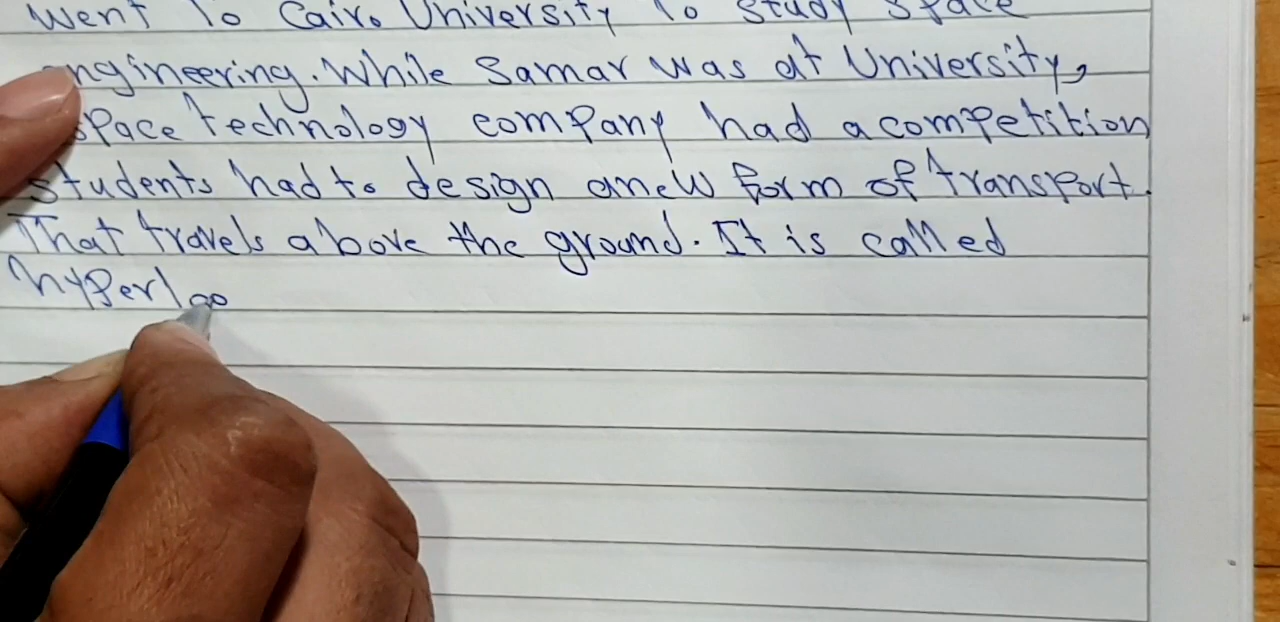 went to Cairo University to study space
engineering. While Samar was at University,
space technology company had a competition
students had to design a new form of transport.
That travels above the ground. It is called
hyperloo